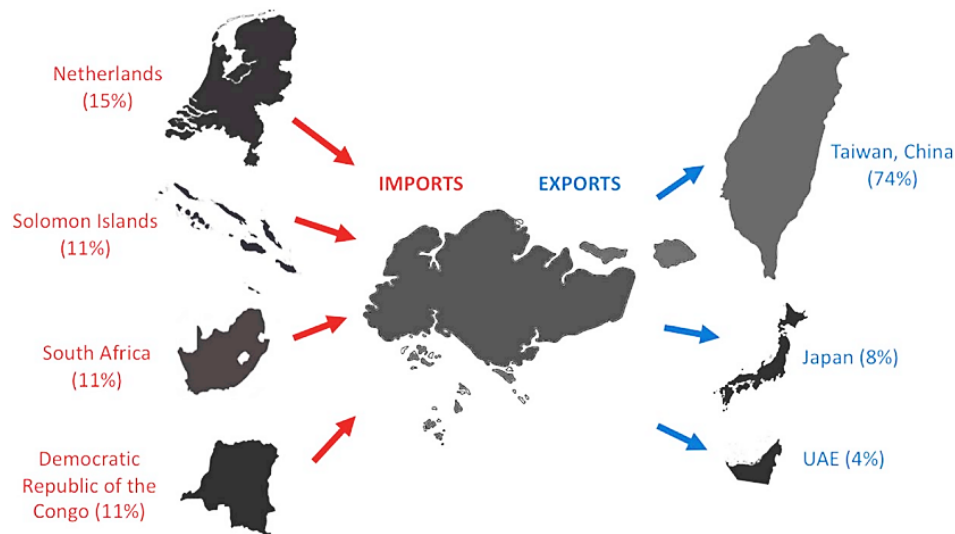 Netherlands
(15%)
Solomon Islands
(11%)
South Africa
(11%)
Democratic
Republic of the
Congo (11%)
IMPORTS
EXPORTS
Taiwan, China
(74%)
Japan (8%)
UAE (4%)